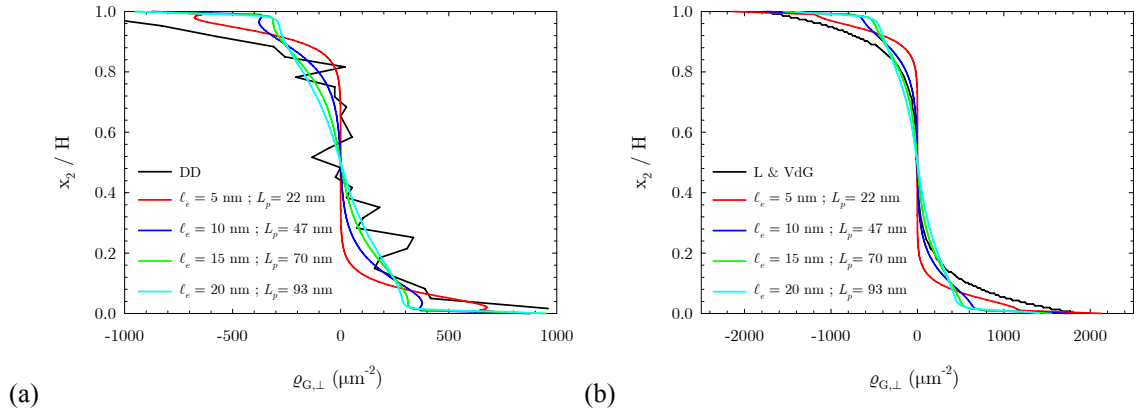 1.0
0.8
0.6
0.4
0.2
0.0
x₂ / H
DD
ℓₑ = 5 nm ; Lₚ= 22 nm
ℓₑ = 10 nm ; Lₚ= 47 nm
ℓₑ = 15 nm ; Lₚ= 70 nm
ℓₑ = 20 nm ; Lₚ= 93 nm
-1000 -500 0 500 1000
ϱG,⊥ (μm⁻²)
(a)
1.0
0.8
0.6
0.4
0.2
0.0
x₂ / H
L & VdG
ℓₑ = 5 nm ; Lₚ= 22 nm
ℓₑ = 10 nm ; Lₚ= 47 nm
ℓₑ = 15 nm ; Lₚ= 70 nm
ℓₑ = 20 nm ; Lₚ= 93 nm
-2000 -1000 0 1000 2000
ϱG,⊥ (μm⁻²)
(b)